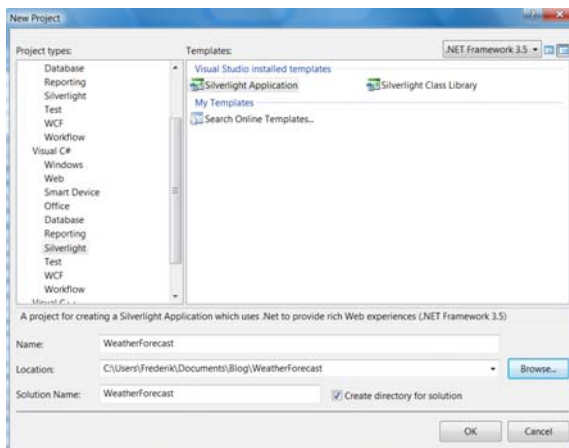 New Project
Project types:
Templates:
.NET Framework 3.5
Database
Reporting
Silverlight
Test
WCF
Workflow
Visual C#
Windows
Web
Smart Device
Office
Database
Reporting
Silverlight
Test
WCF
Workflow
Visual C++
Visual Studio installed templates
Silverlight Application
Silverlight Class Library
My Templates
Search Online Templates...
A project for creating a Silverlight Application which uses .Net to provide rich Web experiences (.NET Framework 3.5)
Name:
WeatherForecast
Location:
C:\Users\Frederik\Documents\Blog\WeatherForecast
Browse...
Solution Name:
WeatherForecast
Create directory for solution
OK
Cancel